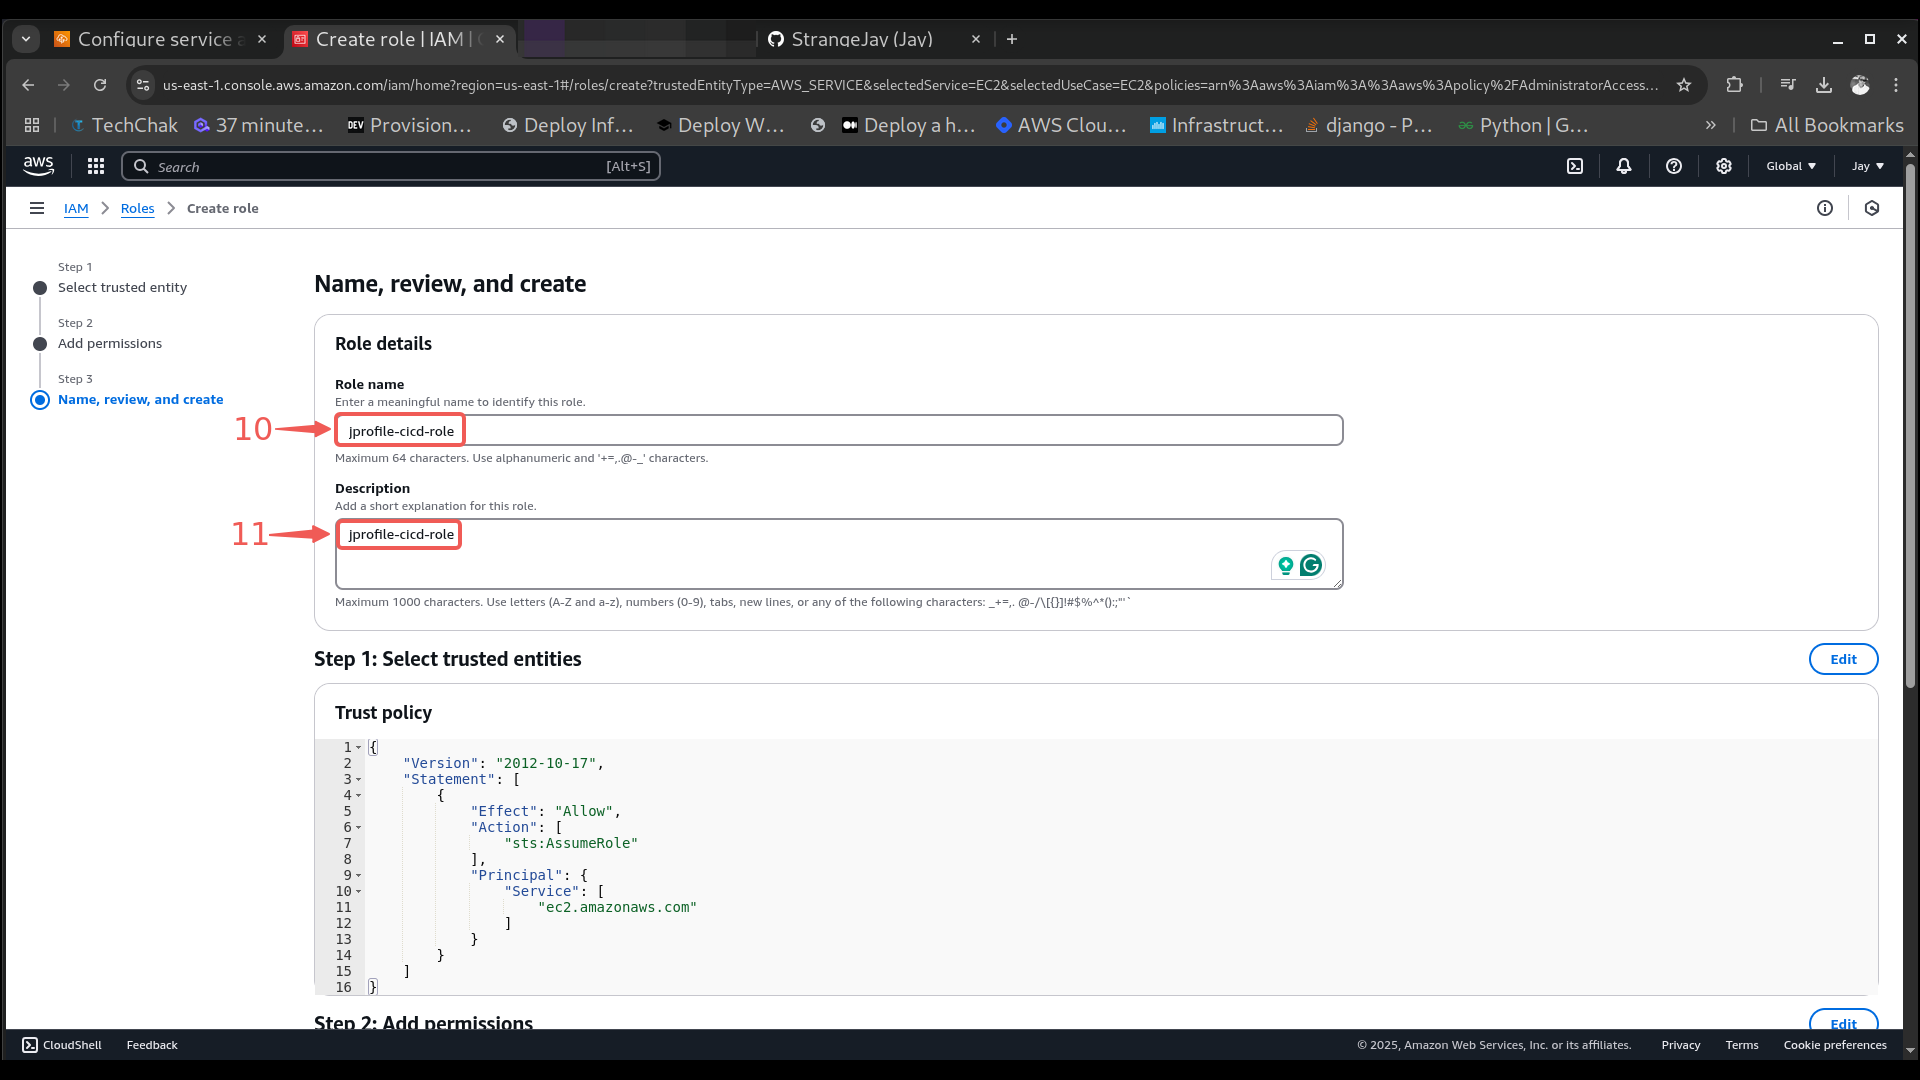 Configure service a
Create role | IAM | 
StrangeJay (Jay)
us-east-1.console.aws.amazon.com/iam/home?region=us-east-1#/roles/create?trustedEntityType=AWS_SERVICE&selectedService=EC2&selectedUseCase=EC2&policies=arn%3Aaws%3Aiam%3A%3Aaws%3Apolicy%2FAdministratorAccess...
TechChak
37 minute...
DEV Provision...
Deploy Inf...
Deploy W...
Deploy a h...
AWS Clou...
Infrastruct...
django - P...
Python | G...
»
All Bookmarks
aws
Search [Alt+S]
Global
Jay
IAM > Roles > Create role
Step 1
Select trusted entity
Step 2
Add permissions
Step 3
Name, review, and create
Name, review, and create
Role details
Role name
Enter a meaningful name to identify this role.
10
jprofile-cicd-role
Maximum 64 characters. Use alphanumeric and '+=,.@-_' characters.
Description
Add a short explanation for this role.
11
jprofile-cicd-role
Maximum 1000 characters. Use letters (A-Z and a-z), numbers (0-9), tabs, new lines, or any of the following characters: _+=,. @-/\[{}]!#$%^*();:"'`
Step 1: Select trusted entities
Edit
Trust policy
1 {
2 "Version": "2012-10-17",
3 "Statement": [
4 {
5 "Effect": "Allow",
6 "Action": [
7 "sts:AssumeRole"
8 ],
9 "Principal": {
10 "Service": [
11 "ec2.amazonaws.com"
12 ]
13 }
14 }
15 ]
16 }
Step 2: Add permissions
Edit
CloudShell
Feedback
© 2025, Amazon Web Services, Inc. or its affiliates.
Privacy
Terms
Cookie preferences